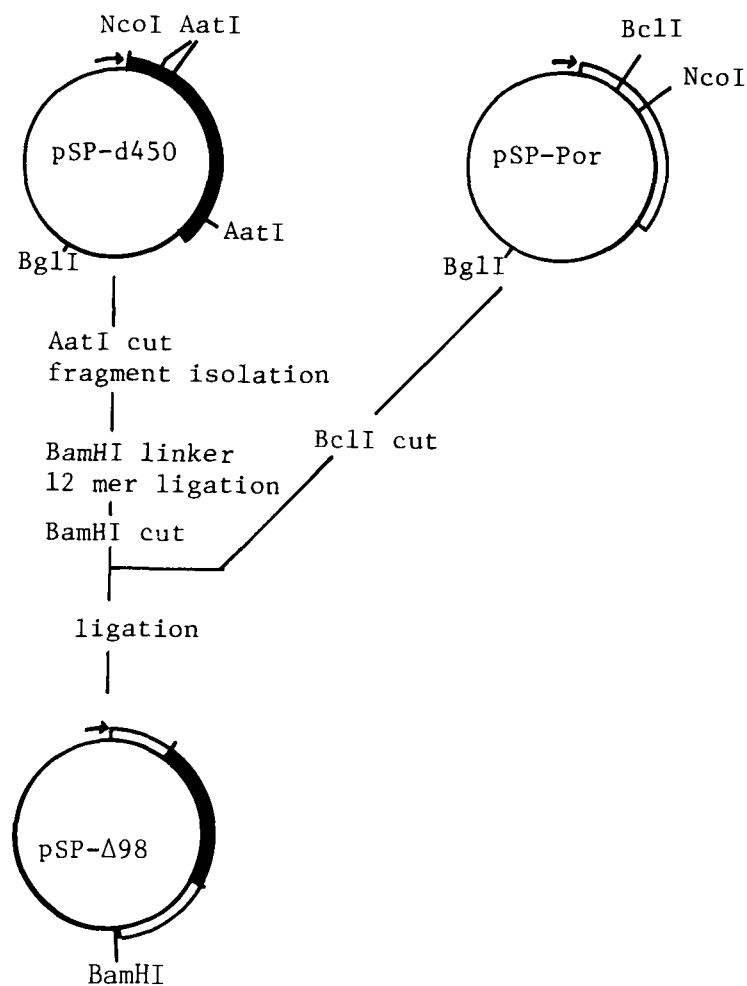 NcoI AatI
pSP-d450
AatI
BglI
BclI
NcoI
pSP-Por
BglI
AatI cut
fragment isolation
BclI cut
BamHI linker
12 mer ligation
BamHI cut
ligation
pSP-Δ98
BamHI